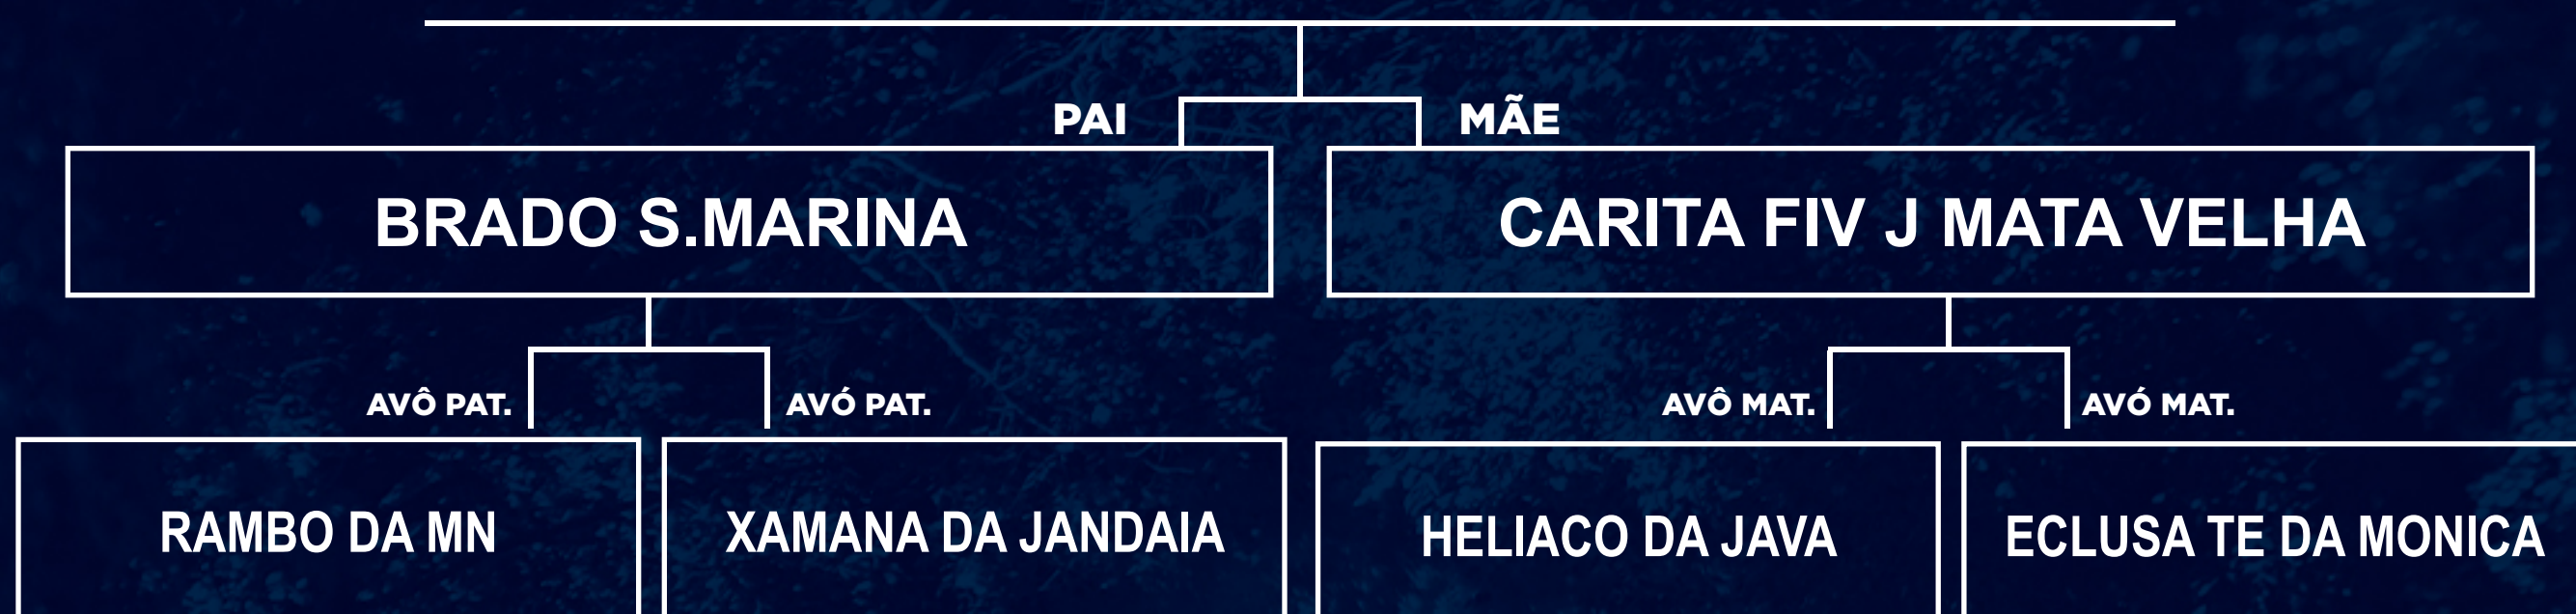 PAI
MÃE
BRADO S.MARINA
CARITA FIV J MATA VELHA
AVÔ PAT.
AVÓ PAT.
AVÔ MAT.
AVÓ MAT.
RAMBO DA MN
XAMANA DA JANDAIA
HELIACO DA JAVA
ECLUSA TE DA MONICA